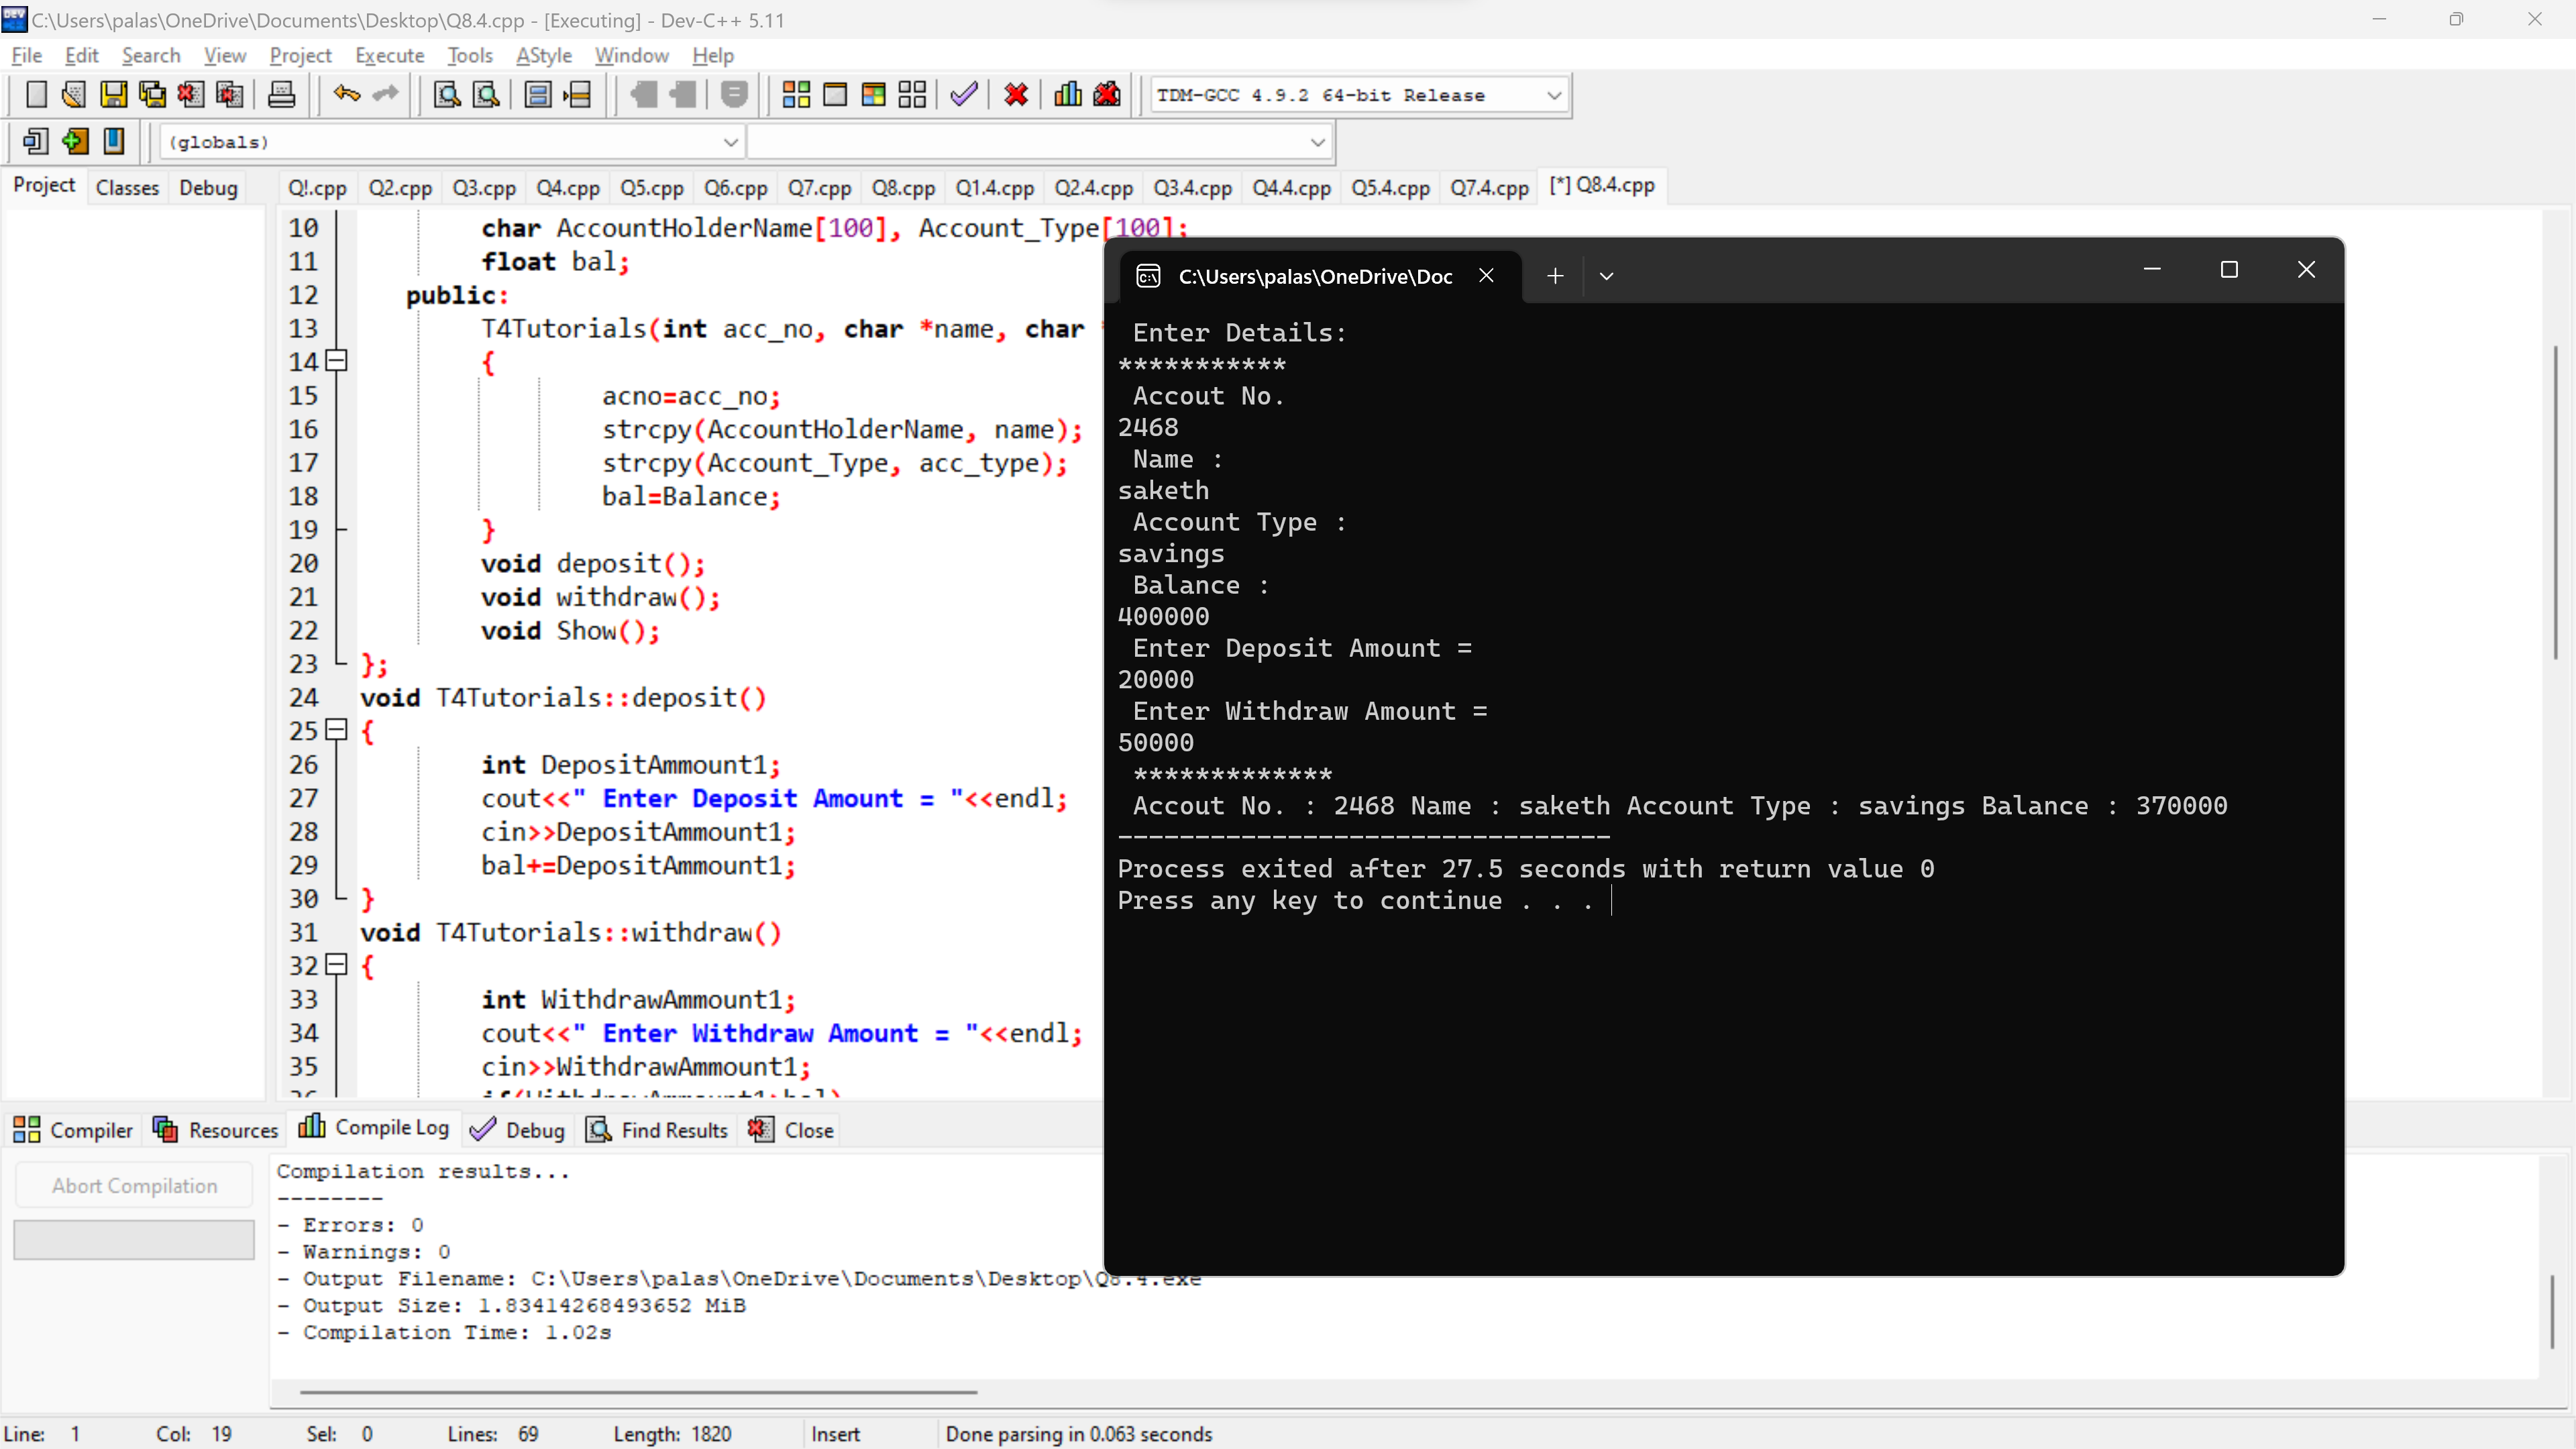 C:\Users\palas\OneDrive\Documents\Desktop\Q8.4.cpp - [Executing] - Dev-C++ 5.11
File Edit Search View Project Execute Tools AStyle Window Help
TDM-GCC 4.9.2 64-bit Release
(globals)
Project Classes Debug
Q!.cpp Q2.cpp Q3.cpp Q4.cpp Q5.cpp Q6.cpp Q7.cpp Q8.cpp Q1.4.cpp Q2.4.cpp Q3.4.cpp Q4.4.cpp Q5.4.cpp Q7.4.cpp [*] Q8.4.cpp
10 char AccountHolderName[100], Account_Type[100];
11 float bal;
12 public:
13 T4Tutorials(int acc_no, char *name, char
14 {
15 acno=acc_no;
16 strcpy(AccountHolderName, name);
17 strcpy(Account_Type, acc_type);
18 bal=Balance;
19 }
20 void deposit();
21 void withdraw();
22 void Show();
23 };
24 void T4Tutorials::deposit()
25 {
26 int DepositAmmount1;
27 cout<<" Enter Deposit Amount = "<<endl;
28 cin>>DepositAmmount1;
29 bal+=DepositAmmount1;
30 }
31 void T4Tutorials::withdraw()
32 {
33 int WithdrawAmmount1;
34 cout<<" Enter Withdraw Amount = "<<endl;
35 cin>>WithdrawAmmount1;
C:\Users\palas\OneDrive\Doc
Enter Details:
***********
Accout No.
2468
Name :
saketh
Account Type :
savings
Balance :
400000
Enter Deposit Amount =
20000
Enter Withdraw Amount =
50000
*************
Accout No. : 2468 Name : saketh Account Type : savings Balance : 370000
--------------------------------
Process exited after 27.5 seconds with return value 0
Press any key to continue . . .
Compiler Resources Compile Log Debug Find Results Close
Abort Compilation
Compilation results...
--------
- Errors: 0
- Warnings: 0
- Output Filename: C:\Users\palas\OneDrive\Documents\Desktop\Q8.4.exe
- Output Size: 1.83414268493652 MiB
- Compilation Time: 1.02s
Line: 1 Col: 19 Sel: 0 Lines: 69 Length: 1820 Insert Done parsing in 0.063 seconds